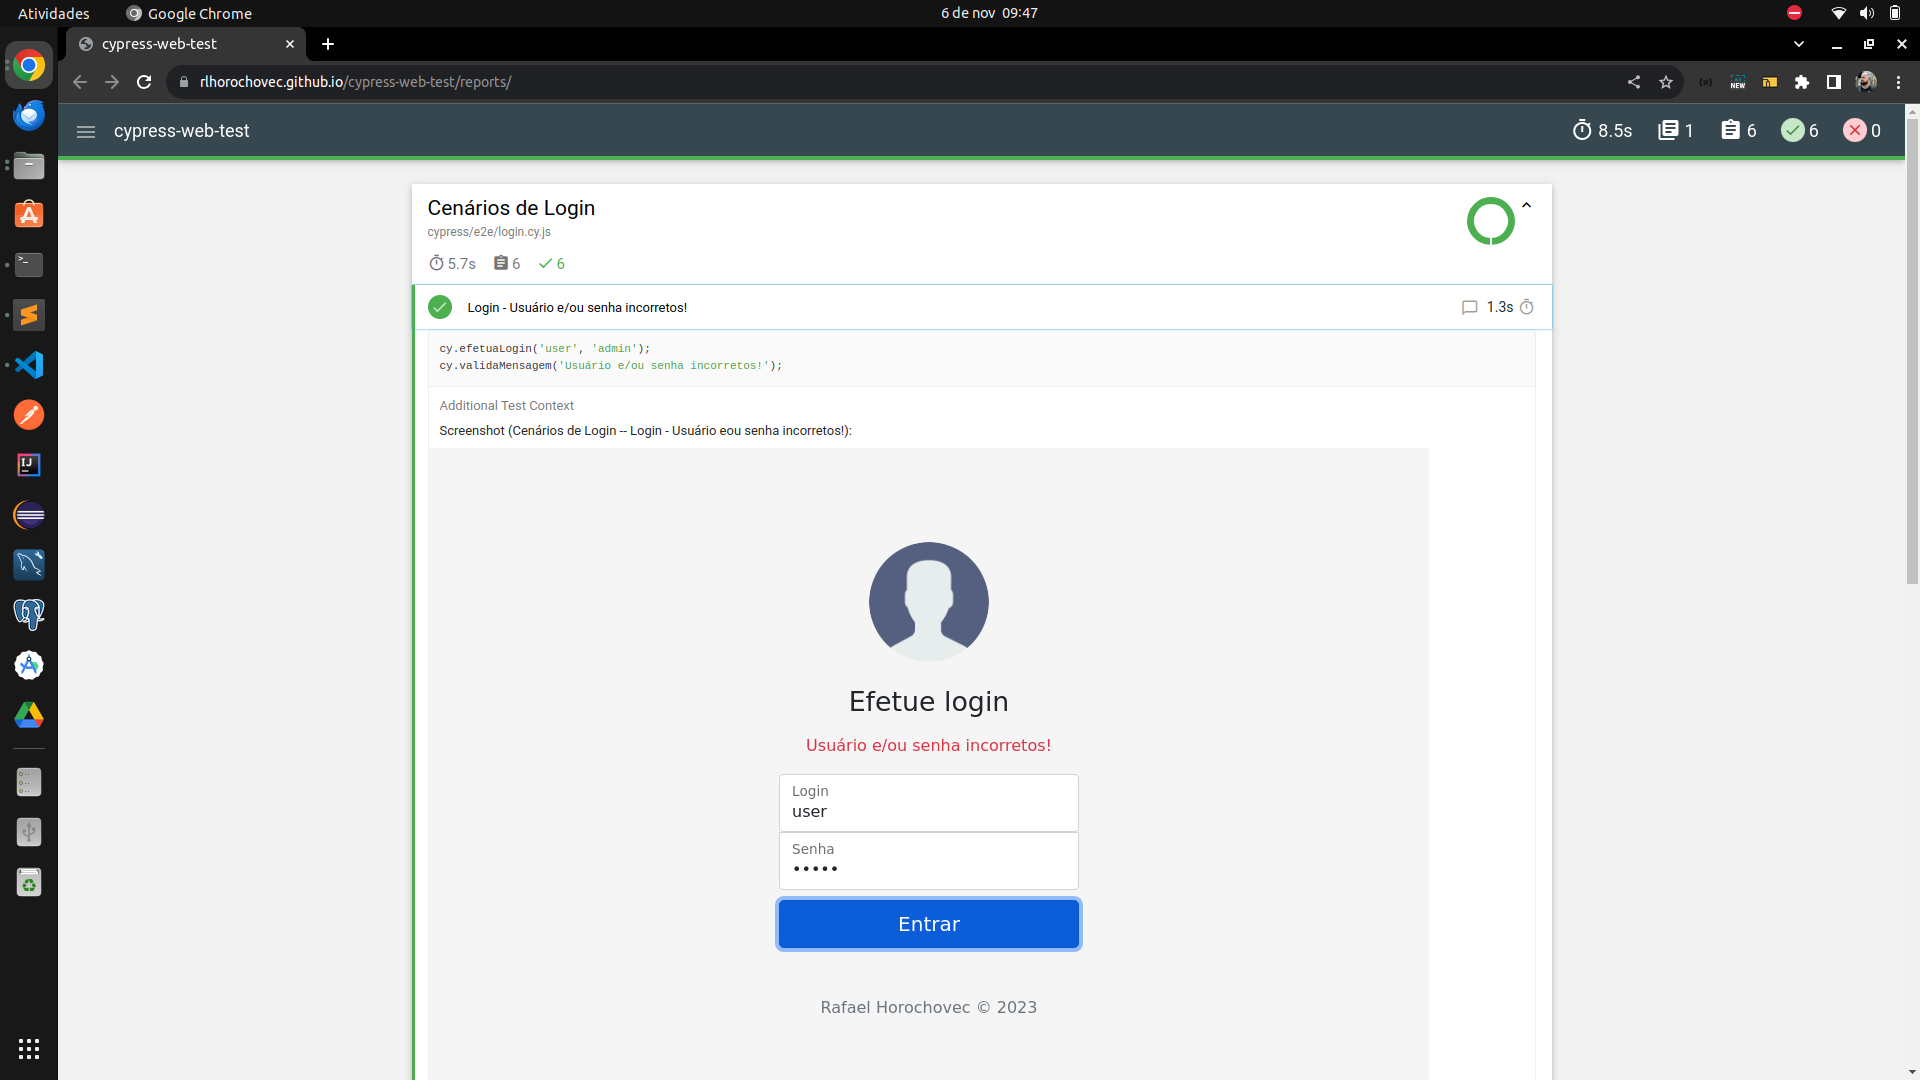 Atividades
Google Chrome
6 de nov 09:47
cypress-web-test
rlhorochovec.github.io/cypress-web-test/reports/
NEW
cypress-web-test
8.5s 1 6 6 0
Cenários de Login
cypress/e2e/login.cy.js
5.7s 6 6
Login - Usuário e/ou senha incorretos!
1.3s
cy.efetuaLogin('user', 'admin');
cy.validaMensagem('Usuário e/ou senha incorretos!');
Additional Test Context
Screenshot (Cenários de Login -- Login - Usuário eou senha incorretos!):
Efetue login
Usuário e/ou senha incorretos!
Login
user
Senha
•••••
Entrar
Rafael Horochovec © 2023
IJ